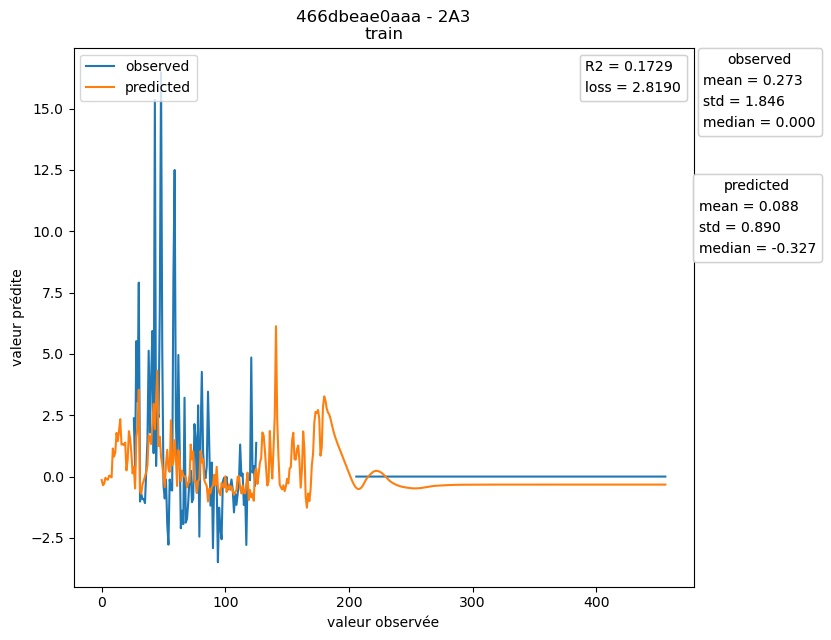 466dbeae0aaa - 2A3
train
observed
predicted
R2 = 0.1729
loss = 2.8190
observed
mean = 0.273
std = 1.846
median = 0.000
predicted
mean = 0.088
std = 0.890
median = -0.327
15.0
12.5
10.0
7.5
5.0
2.5
0.0
−2.5
valeur prédite
0
100
200
300
400
valeur observée